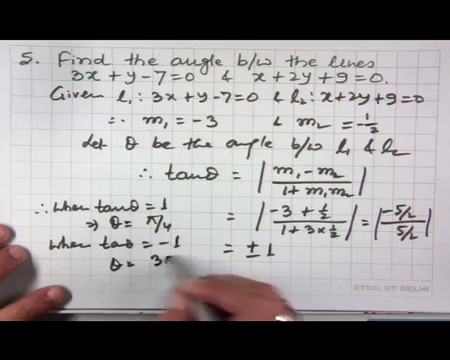 5. Find the angle b/w the lines
3x + y - 7 = 0 & x + 2y + 9 = 0.
Given l₁: 3x + y - 7 = 0 & l₂: x + 2y + 9 = 0
∴ m₁ = -3 & m₂ = -1/2
Let θ be the angle b/w l₁ & l₂
∴ tanθ = | (m₁ - m₂)/(1 + m₁m₂) |
∴ when tanθ = 1 = | (-3 + 1/2)/(1 + 3×1/2) | = | (-5/2)/(5/2) |
⇒ θ = π/4
when tanθ = -1 = ± 1
θ = 3
ETSC, IIT DELHI